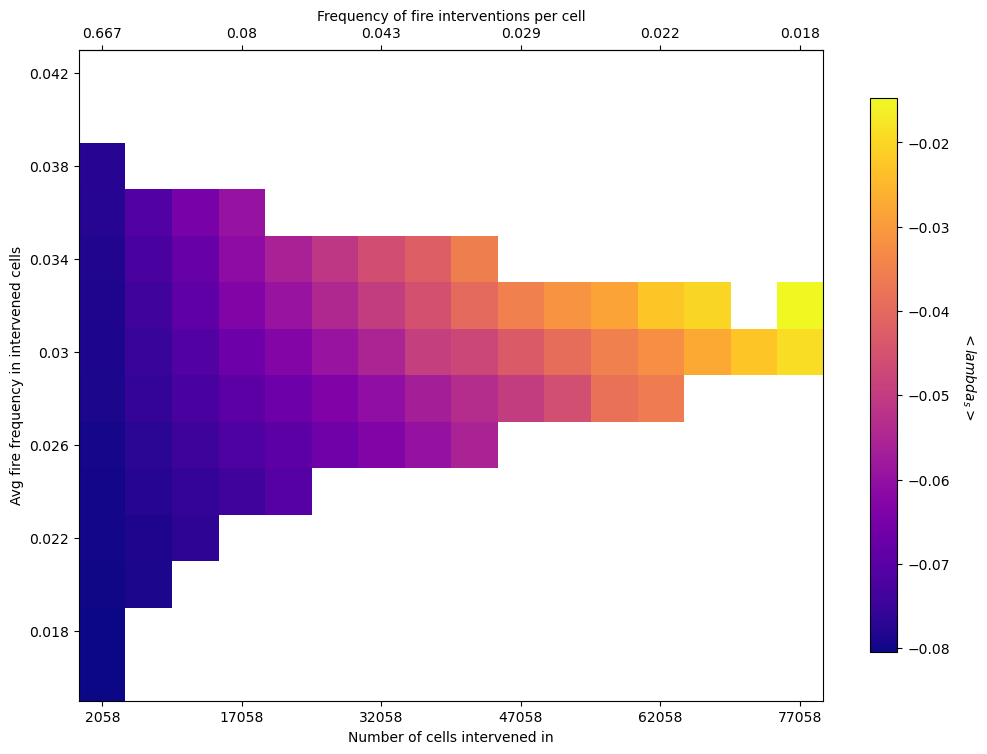 Frequency of fire interventions per cell
0.667 0.08 0.043 0.029 0.022 0.018
0.042
0.038
0.034
0.03
0.026
0.022
0.018
Avg fire frequency in intervened cells
2058 17058 32058 47058 62058 77058
Number of cells intervened in
−0.02
−0.03
−0.04
−0.05
−0.06
−0.07
−0.08
< lambda_s >